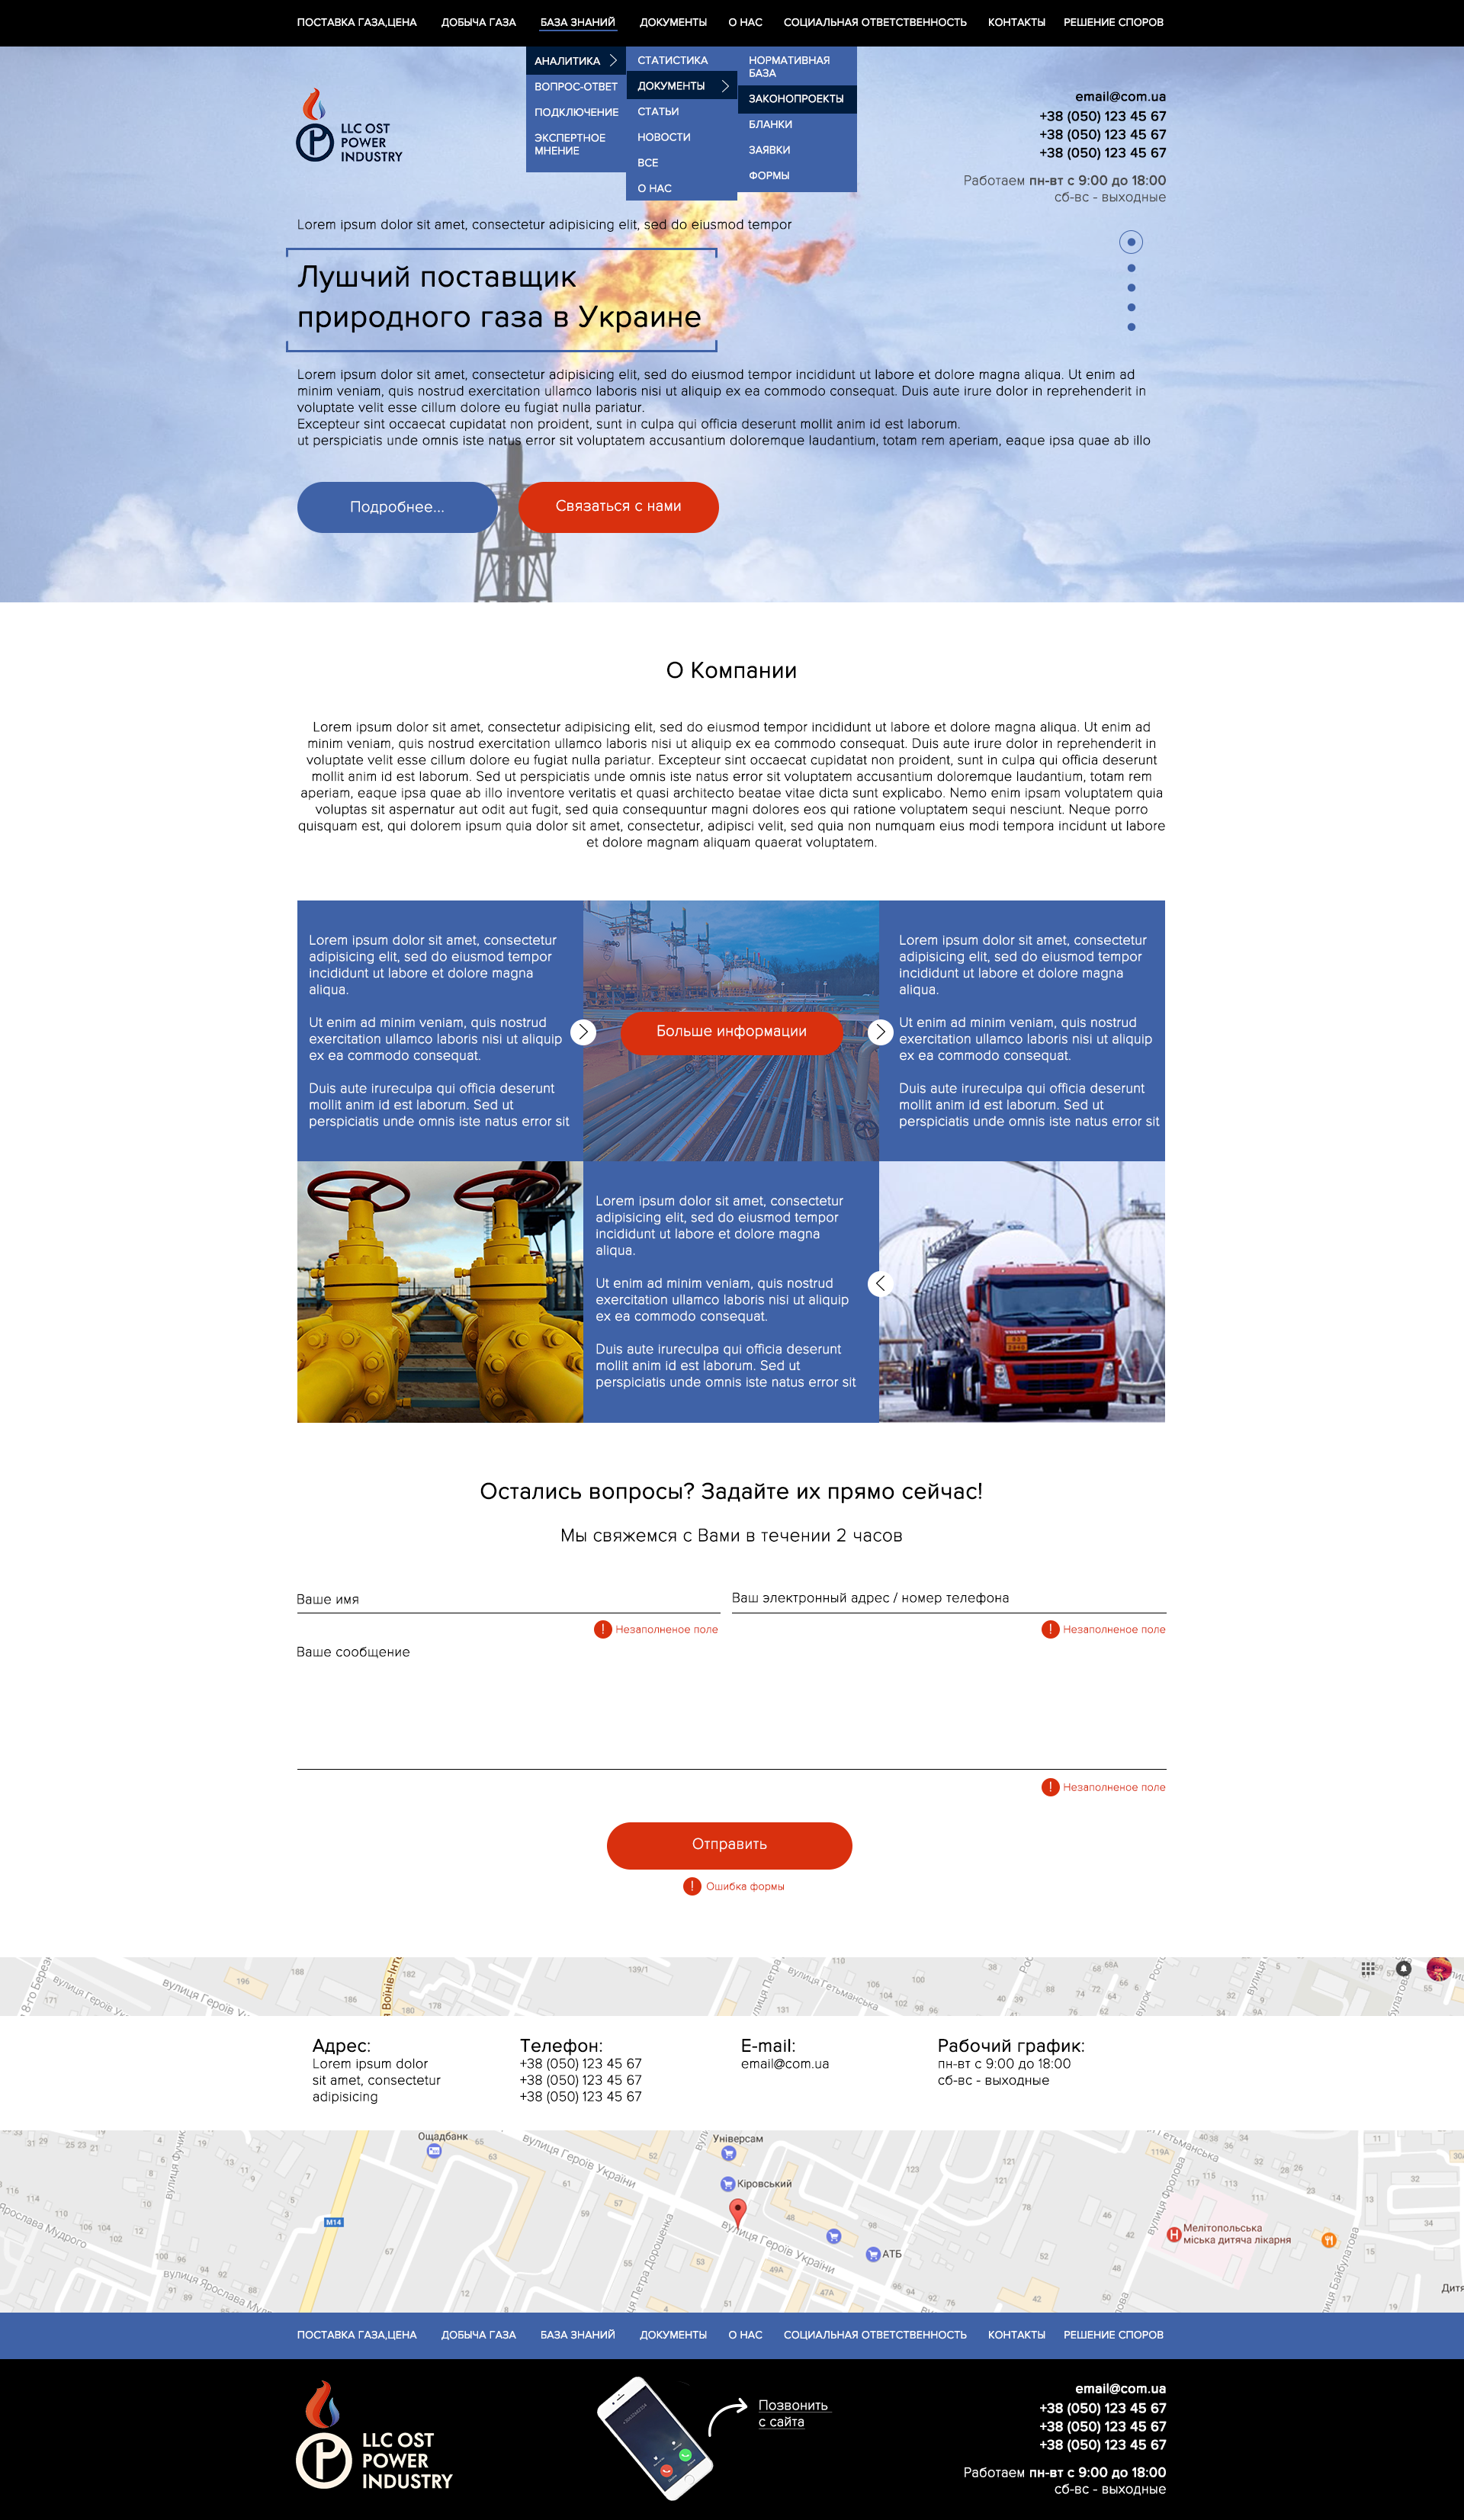 ПОСТАВКА ГАЗА,ЦЕНА ДОБЫЧА ГАЗА БАЗА ЗНАНИЙ ДОКУМЕНТЫ О НАС СОЦИАЛЬНАЯ ОТВЕТСТВЕННОСТЬ КОНТАКТЫ РЕШЕНИЕ СПОРОВ
АНАЛИТИКА
ВОПРОС-ОТВЕТ
ПОДКЛЮЧЕНИЕ
ЭКСПЕРТНОЕ
МНЕНИЕ
СТАТИСТИКА
ДОКУМЕНТЫ
СТАТЬИ
НОВОСТИ
ВСЕ
О НАС
НОРМАТИВНАЯ
БАЗА
ЗАКОНОПРОЕКТЫ
БЛАНКИ
ЗАЯВКИ
ФОРМЫ
LLC OST
POWER
INDUSTRY
email@com.ua
+38 (050) 123 45 67
+38 (050) 123 45 67
+38 (050) 123 45 67
Работаем пн-вт с 9:00 до 18:00
сб-вс - выходные
Lorem ipsum dolor sit amet, consectetur adipisicing elit, sed do eiusmod tempor
Лушчий поставщик
природного газа в Украине
Lorem ipsum dolor sit amet, consectetur adipisicing elit, sed do eiusmod tempor incididunt ut labore et dolore magna aliqua. Ut enim ad
minim veniam, quis nostrud exercitation ullamco laboris nisi ut aliquip ex ea commodo consequat. Duis aute irure dolor in reprehenderit in
voluptate velit esse cillum dolore eu fugiat nulla pariatur.
Excepteur sint occaecat cupidatat non proident, sunt in culpa qui officia deserunt mollit anim id est laborum.
ut perspiciatis unde omnis iste natus error sit voluptatem accusantium doloremque laudantium, totam rem aperiam, eaque ipsa quae ab illo
Подробнее...
Связаться с нами
О Компании
Lorem ipsum dolor sit amet, consectetur adipisicing elit, sed do eiusmod tempor incididunt ut labore et dolore magna aliqua. Ut enim ad
minim veniam, quis nostrud exercitation ullamco laboris nisi ut aliquip ex ea commodo consequat. Duis aute irure dolor in reprehenderit in
voluptate velit esse cillum dolore eu fugiat nulla pariatur. Excepteur sint occaecat cupidatat non proident, sunt in culpa qui officia deserunt
mollit anim id est laborum. Sed ut perspiciatis unde omnis iste natus error sit voluptatem accusantium doloremque laudantium, totam rem
aperiam, eaque ipsa quae ab illo inventore veritatis et quasi architecto beatae vitae dicta sunt explicabo. Nemo enim ipsam voluptatem quia
voluptas sit aspernatur aut odit aut fugit, sed quia consequuntur magni dolores eos qui ratione voluptatem sequi nesciunt. Neque porro
quisquam est, qui dolorem ipsum quia dolor sit amet, consectetur, adipisci velit, sed quia non numquam eius modi tempora incidunt ut labore
et dolore magnam aliquam quaerat voluptatem.
Lorem ipsum dolor sit amet, consectetur
adipisicing elit, sed do eiusmod tempor
incididunt ut labore et dolore magna
aliqua.
Ut enim ad minim veniam, quis nostrud
exercitation ullamco laboris nisi ut aliquip
ex ea commodo consequat.
Duis aute irureculpa qui officia deserunt
mollit anim id est laborum. Sed ut
perspiciatis unde omnis iste natus error sit
Больше информации
Lorem ipsum dolor sit amet, consectetur
adipisicing elit, sed do eiusmod tempor
incididunt ut labore et dolore magna
aliqua.
Ut enim ad minim veniam, quis nostrud
exercitation ullamco laboris nisi ut aliquip
ex ea commodo consequat.
Duis aute irureculpa qui officia deserunt
mollit anim id est laborum. Sed ut
perspiciatis unde omnis iste natus error sit
Lorem ipsum dolor sit amet, consectetur
adipisicing elit, sed do eiusmod tempor
incididunt ut labore et dolore magna
aliqua.
Ut enim ad minim veniam, quis nostrud
exercitation ullamco laboris nisi ut aliquip
ex ea commodo consequat.
Duis aute irureculpa qui officia deserunt
mollit anim id est laborum. Sed ut
perspiciatis unde omnis iste natus error sit
VOLVO
Остались вопросы? Задайте их прямо сейчас!
Мы свяжемся с Вами в течении 2 часов
Ваше имя
Ваш электронный адрес / номер телефона
! Незаполненое поле
! Незаполненое поле
Ваше сообщение
! Незаполненое поле
Отправить
! Ошибка формы
вулиця Гетьманська
Адрес:
Lorem ipsum dolor
sit amet, consectetur
adipisicing
Телефон:
+38 (050) 123 45 67
+38 (050) 123 45 67
+38 (050) 123 45 67
E-mail:
email@com.ua
Рабочий график:
пн-вт с 9:00 до 18:00
сб-вс - выходные
Ощадбанк
вулиця Героїв України
Універсам
Кіровський
М14
АТБ
вулиця Героїв України
вулиця Фролова
Мелітопольська
міська дитяча лікарня
ПОСТАВКА ГАЗА,ЦЕНА ДОБЫЧА ГАЗА БАЗА ЗНАНИЙ ДОКУМЕНТЫ О НАС СОЦИАЛЬНАЯ ОТВЕТСТВЕННОСТЬ КОНТАКТЫ РЕШЕНИЕ СПОРОВ
LLC OST
POWER
INDUSTRY
Позвонить
с сайта
email@com.ua
+38 (050) 123 45 67
+38 (050) 123 45 67
+38 (050) 123 45 67
Работаем пн-вт с 9:00 до 18:00
сб-вс - выходные